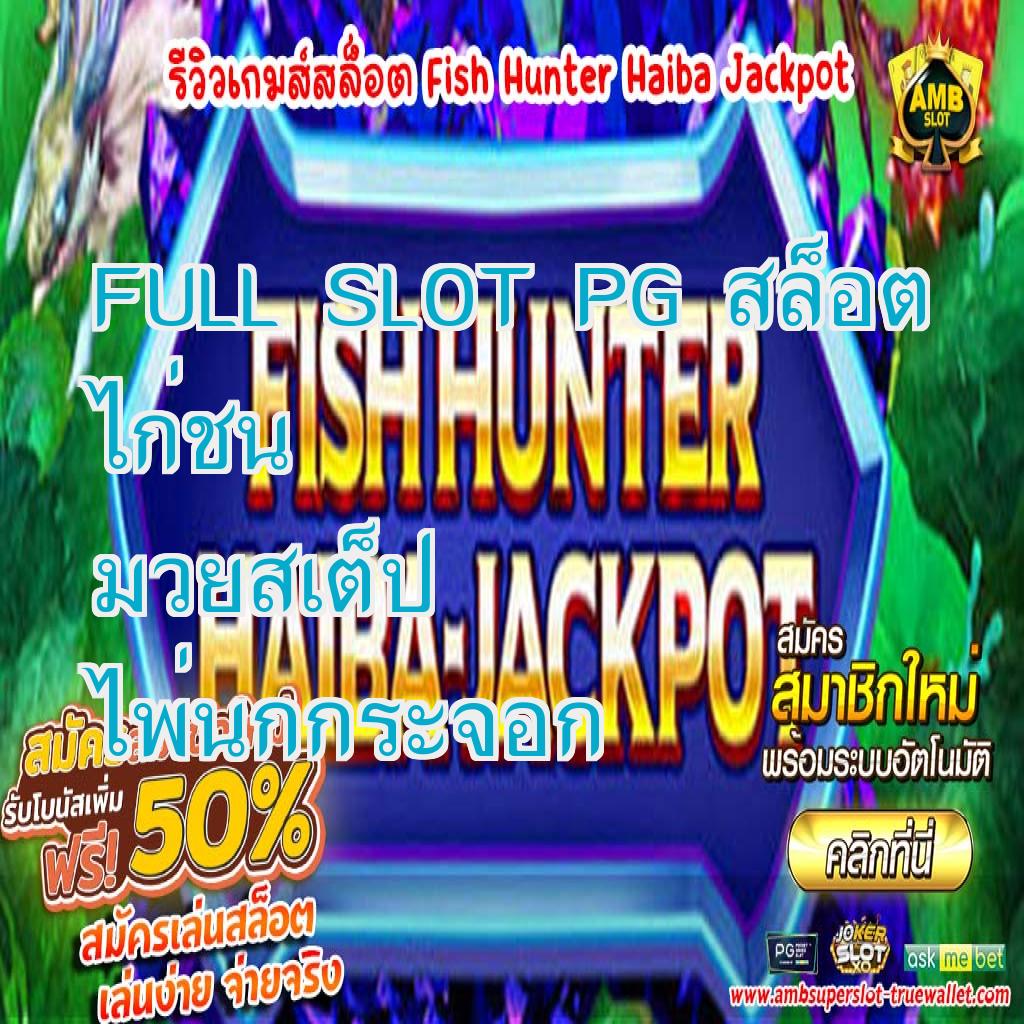 รีวิวเกมส์สล็อต Fish Hunter Haiba Jackpot
AMB
SLOT
FULL SLOT PG สล็อต
FISH HUNTER
ไก่ชน
มวยสเต็ป
HAIBA-JACKPOT
ไพ่นกกระจอก
สมัคร
สมาชิกใหม่
พร้อมระบบอัตโนมัติ
คลิกที่นี่
รับโบนัสเพิ่ม
ฟรี! 50%
สมัครเล่นสล็อต
เล่นง่าย จ่ายจริง
PG
JOKER
SLOT
XO
ask me bet
www.ambsuperslot-truewallet.com